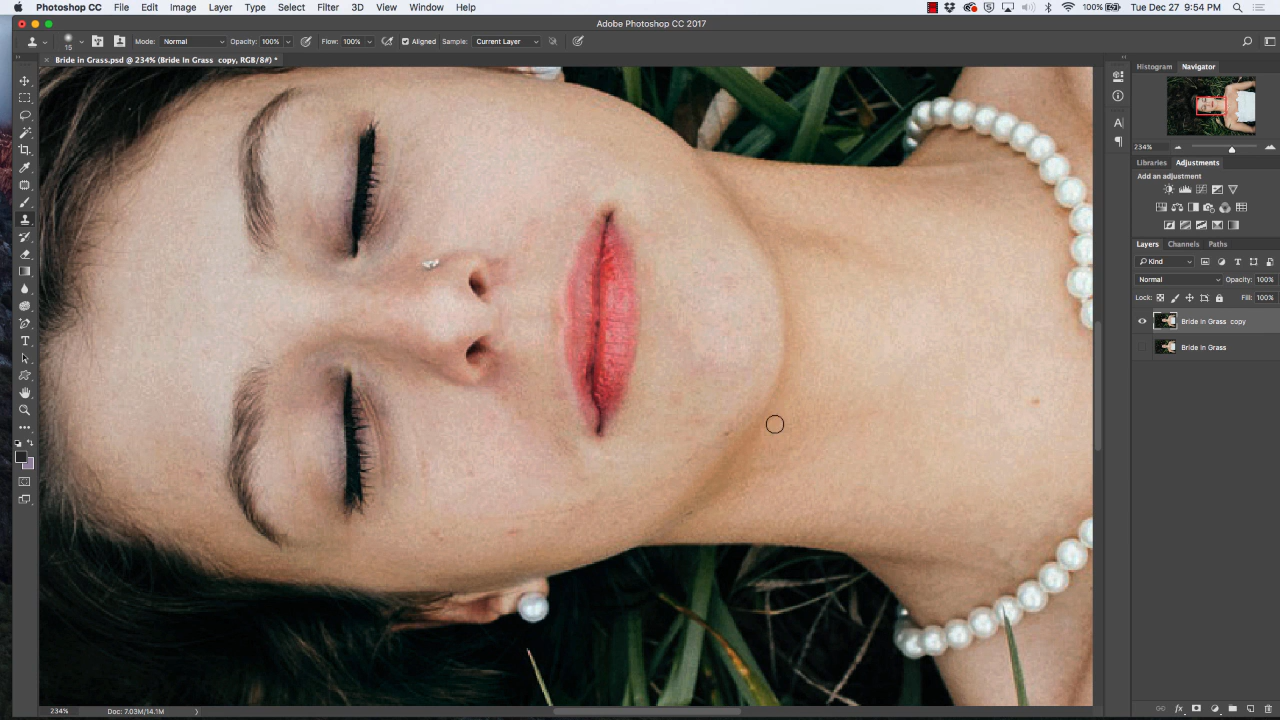 Photoshop CC File Edit Image Layer Type Select Filter 3D View Window Help 100% Tue Dec 27 9:54 PM
Adobe Photoshop CC 2017
15 Mode: Normal Opacity: 100% Flow: 100% Aligned Sample: Current Layer
Bride in Grass.psd @ 234% (Bride In Grass copy, RGB/8#) *
Histogram Navigator
234%
Libraries Adjustments
Add an adjustment
Layers Channels Paths
Kind
Normal Opacity: 100%
Lock: Fill: 100%
Bride in Grass copy
Bride in Grass
234% Doc: 7.03M/14.1M